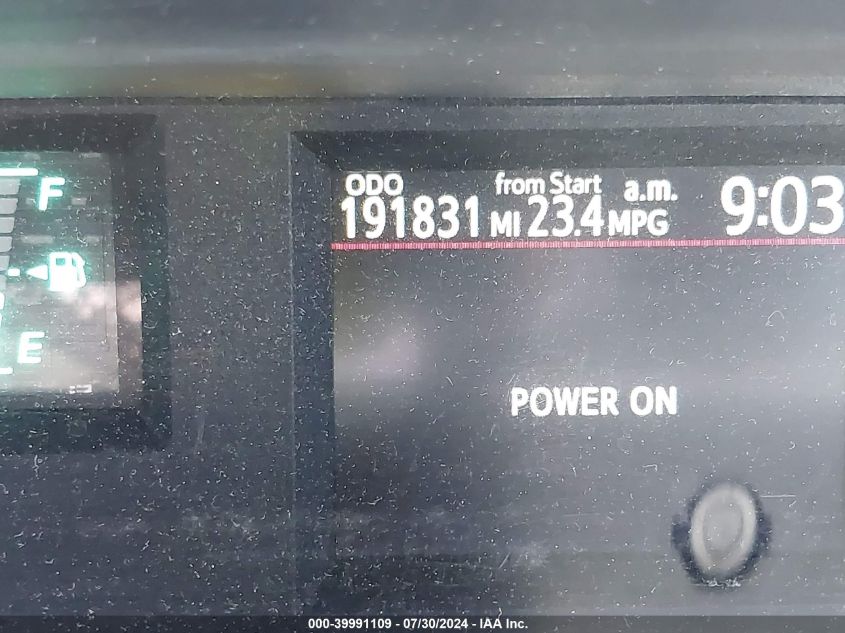 F
E
ODO from Start a.m. 9:03
191831 MI 23.4 MPG
POWER ON
000-39991109 - 07/30/2024 - IAA Inc.